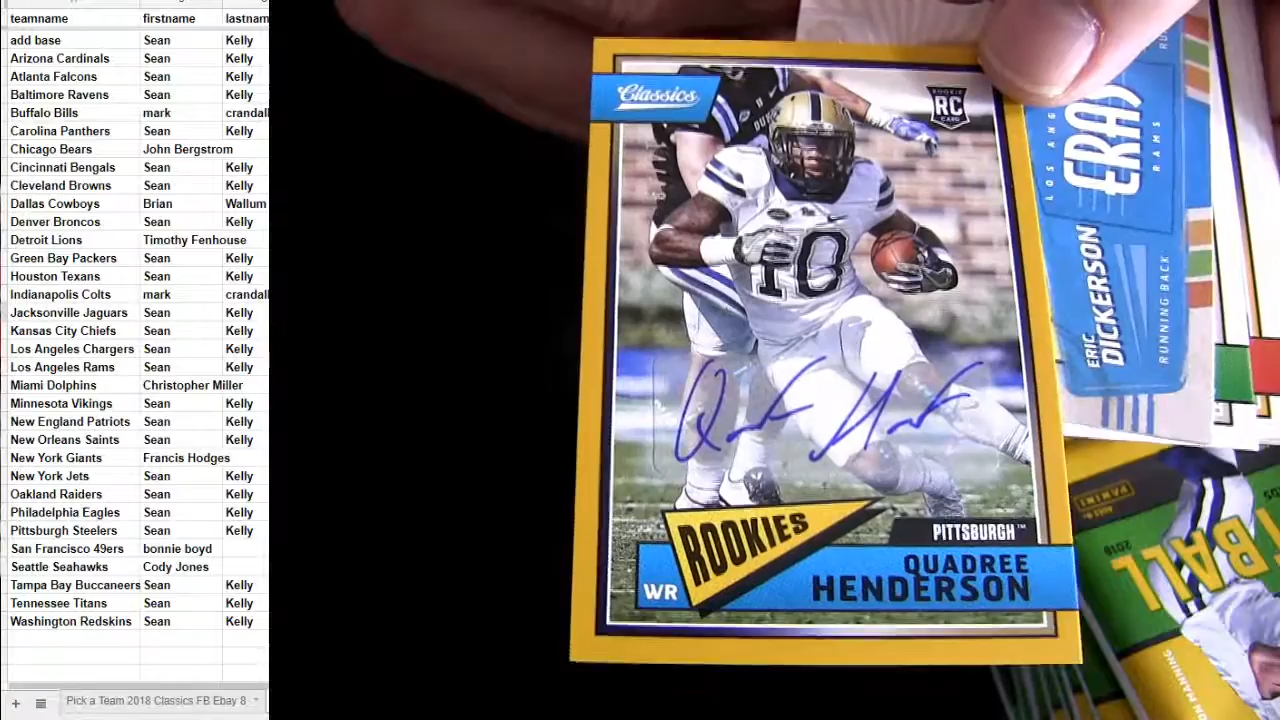 teamname firstname lastnam
add base Sean Kelly
Arizona Cardinals Sean Kelly
Atlanta Falcons Sean Kelly
Baltimore Ravens Sean Kelly
Buffalo Bills mark crandall
Carolina Panthers Sean Kelly
Chicago Bears John Bergstrom
Cincinnati Bengals Sean Kelly
Cleveland Browns Sean Kelly
Dallas Cowboys Brian Wallum
Denver Broncos Sean Kelly
Detroit Lions Timothy Fenhouse
Green Bay Packers Sean Kelly
Houston Texans Sean Kelly
Indianapolis Colts mark crandall
Jacksonville Jaguars Sean Kelly
Kansas City Chiefs Sean Kelly
Los Angeles Chargers Sean Kelly
Los Angeles Rams Sean Kelly
Miami Dolphins Christopher Miller
Minnesota Vikings Sean Kelly
New England Patriots Sean Kelly
New Orleans Saints Sean Kelly
New York Giants Francis Hodges
New York Jets Sean Kelly
Oakland Raiders Sean Kelly
Philadelphia Eagles Sean Kelly
Pittsburgh Steelers Sean Kelly
San Francisco 49ers bonnie boyd
Seattle Seahawks Cody Jones
Tampa Bay Buccaneers Sean Kelly
Tennessee Titans Sean Kelly
Washington Redskins Sean Kelly
Pick a Team 2018 Classics FB Ebay 8
Classics
ROOKIE
RC
CARD
DUKE
10
ROOKIES
PITTSBURGH™
WR
QUADREE
HENDERSON
LOS ANG
RAMS
ERIC
DICKERSON
RUNNING BACK
PANINI
2018
TBALL
ON MANNING